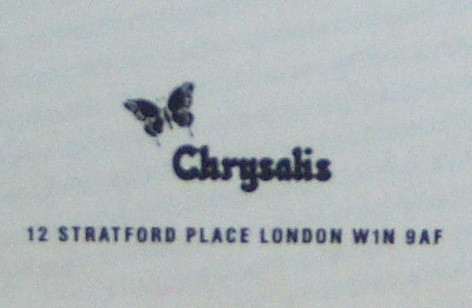 Chrysalis
12 STRATFORD PLACE LONDON W1N 9AF